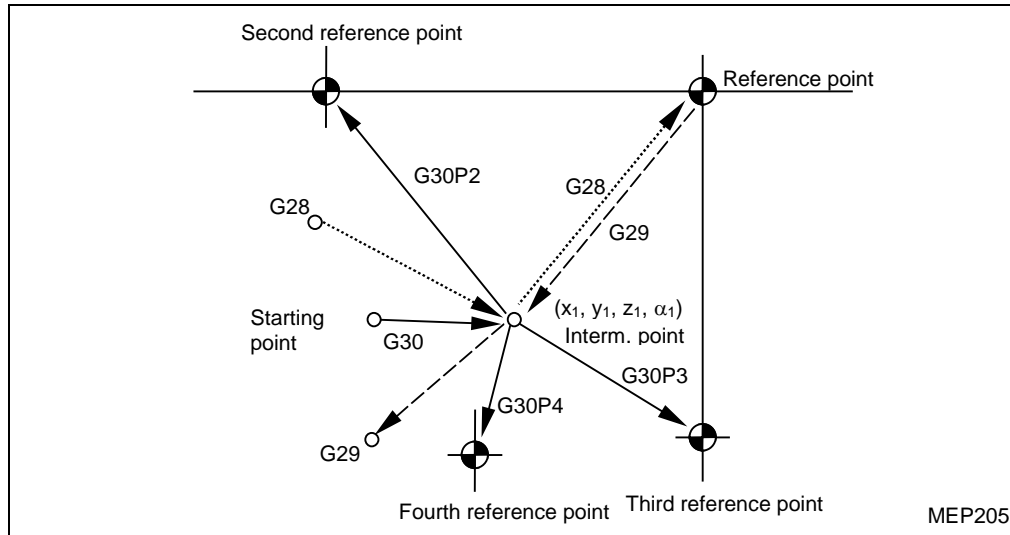 Second reference point
Reference point
G30P2
G28
G28
G29
(x₁, y₁, z₁, α₁)
Interm. point
Starting
point
G30
G30P3
G30P4
G29
Fourth reference point
Third reference point
MEP205